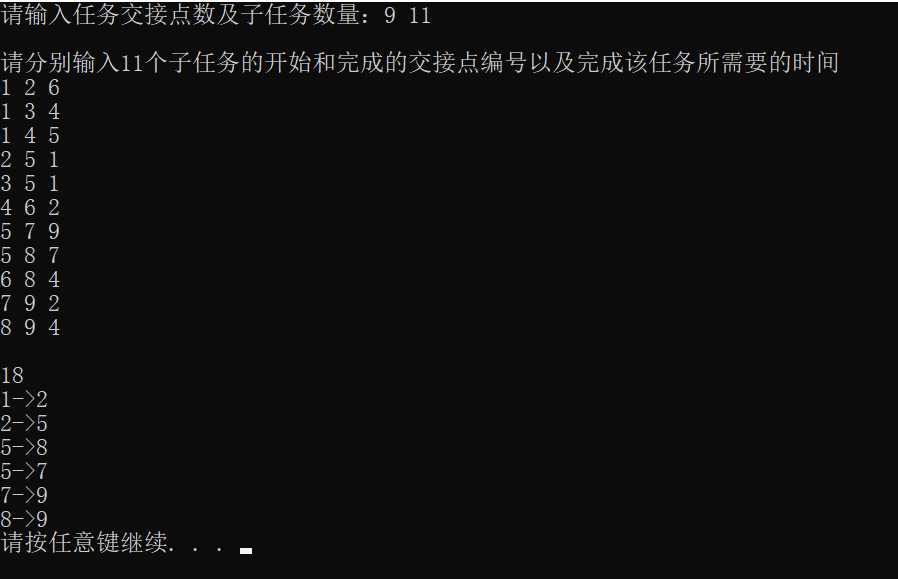 请输入任务交接点数及子任务数量：9 11
请分别输入11个子任务的开始和完成的交接点编号以及完成该任务所需要的时间
1 2 6
1 3 4
1 4 5
2 5 1
3 5 1
4 6 2
5 7 9
5 8 7
6 8 4
7 9 2
8 9 4
18
1->2
2->5
5->8
5->7
7->9
8->9
请按任意键继续. . .